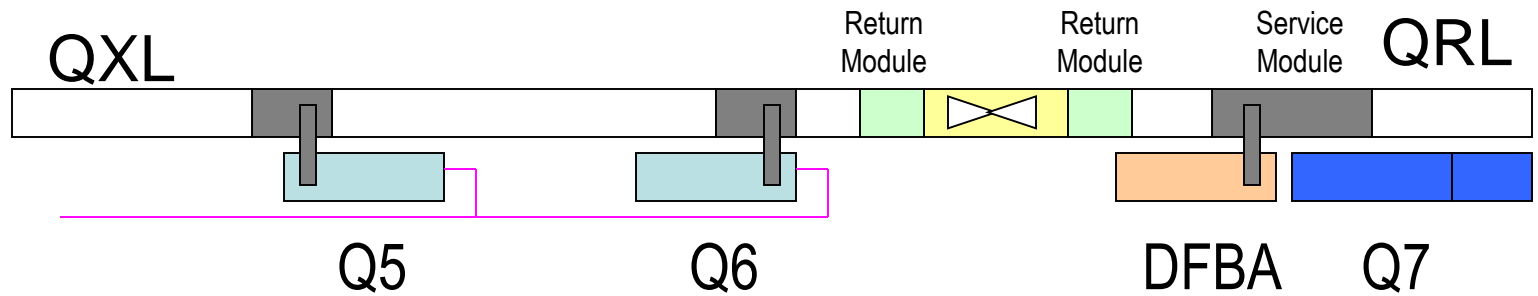 QXL
Return
Module
Return
Module
Service
Module
QRL
Q5
Q6
DFBA
Q7